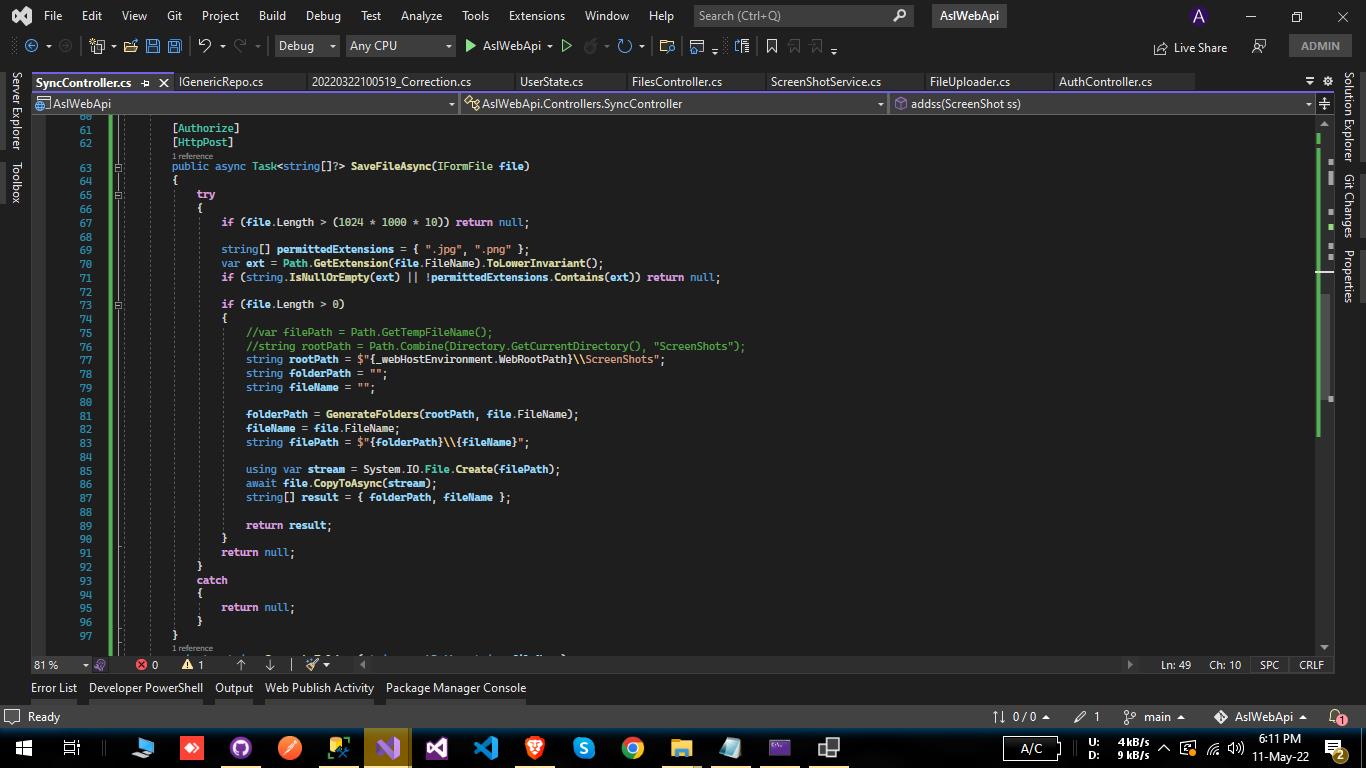 File Edit View Git Project Build Debug Test Analyze Tools Extensions Window Help Search (Ctrl+Q) AslWebApi A
Debug Any CPU AslWebApi Live Share ADMIN
Server Explorer
Toolbox
SyncController.cs IGenericRepo.cs 20220322100519_Correction.cs UserState.cs FilesController.cs ScreenShotService.cs FileUploader.cs AuthController.cs
AslWebApi AslWebApi.Controllers.SyncController addss(ScreenShot ss)
60
61 [Authorize]
62 [HttpPost]
1 reference
63 public async Task<string[]?> SaveFileAsync(IFormFile file)
64 {
65 try
66 {
67 if (file.Length > (1024 * 1000 * 10)) return null;
68
69 string[] permittedExtensions = { ".jpg", ".png" };
70 var ext = Path.GetExtension(file.FileName).ToLowerInvariant();
71 if (string.IsNullOrEmpty(ext) || !permittedExtensions.Contains(ext)) return null;
72
73 if (file.Length > 0)
74 {
75 //var filePath = Path.GetTempFileName();
76 //string rootPath = Path.Combine(Directory.GetCurrentDirectory(), "ScreenShots");
77 string rootPath = $"{_webHostEnvironment.WebRootPath}\\ScreenShots";
78 string folderPath = "";
79 string fileName = "";
80
81 folderPath = GenerateFolders(rootPath, file.FileName);
82 fileName = file.FileName;
83 string filePath = $"{folderPath}\\{fileName}";
84
85 using var stream = System.IO.File.Create(filePath);
86 await file.CopyToAsync(stream);
87 string[] result = { folderPath, fileName };
88
89 return result;
90 }
91 return null;
92 }
93 catch
94 {
95 return null;
96 }
97 }
1 reference
Solution Explorer
Git Changes
Properties
81 % 0 1 Ln: 49 Ch: 10 SPC CRLF
Error List Developer PowerShell Output Web Publish Activity Package Manager Console
Ready 0 / 0 1 main AslWebApi 1
A/C U: 4 kB/s D: 9 kB/s 6:11 PM
11-May-22 2